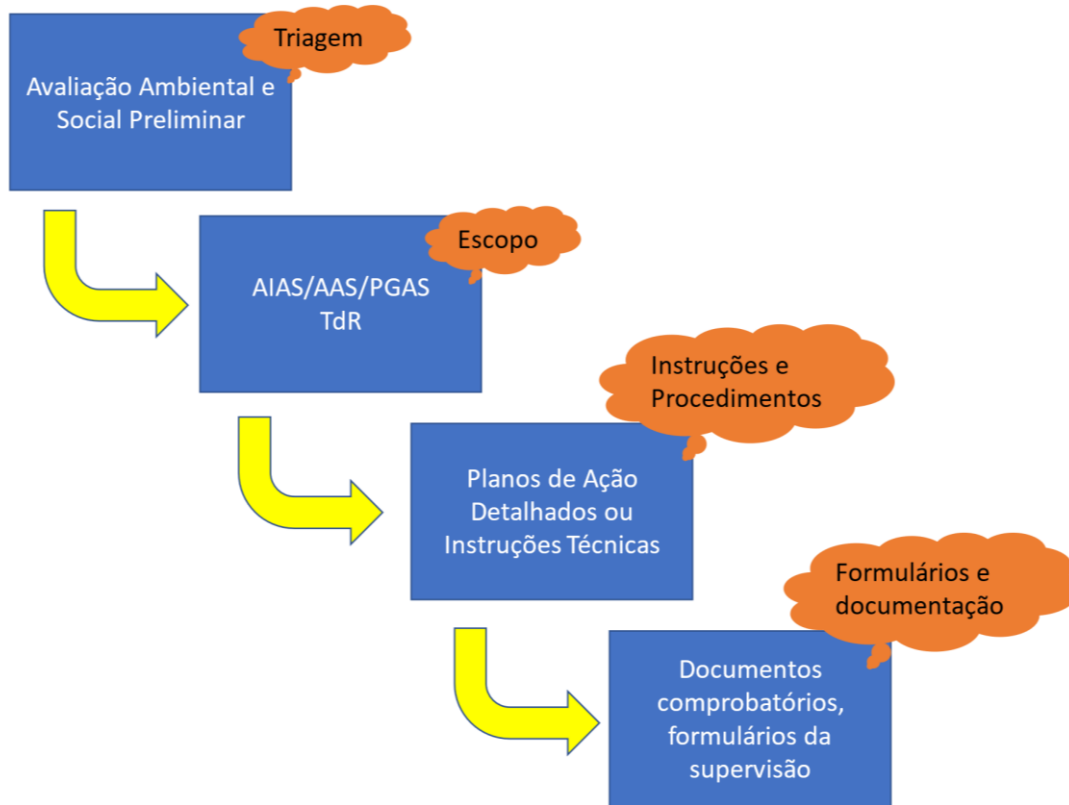 Triagem
Avaliação Ambiental e
Social Preliminar
Escopo
AIAS/AAS/PGAS
TdR
Instruções e
Procedimentos
Planos de Ação
Detalhados ou
Instruções Técnicas
Formulários e
documentação
Documentos
comprobatórios,
formulários da
supervisão